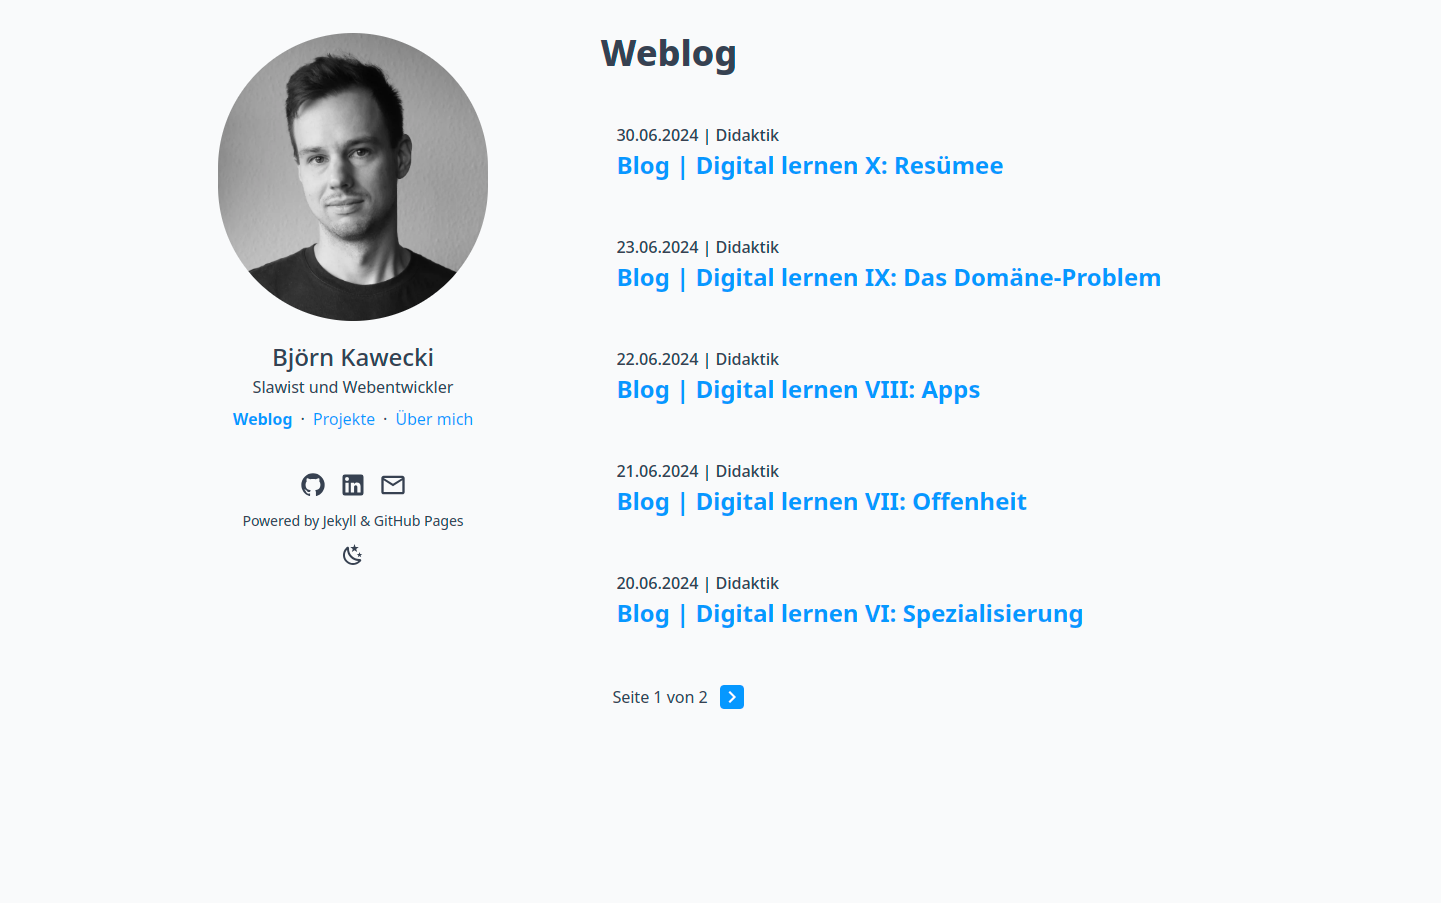 Björn Kawecki
Slawist und Webentwickler
Weblog · Projekte · Über mich
Powered by Jekyll & GitHub Pages
Weblog
30.06.2024 | Didaktik
Blog | Digital lernen X: Resümee
23.06.2024 | Didaktik
Blog | Digital lernen IX: Das Domäne-Problem
22.06.2024 | Didaktik
Blog | Digital lernen VIII: Apps
21.06.2024 | Didaktik
Blog | Digital lernen VII: Offenheit
20.06.2024 | Didaktik
Blog | Digital lernen VI: Spezialisierung
Seite 1 von 2